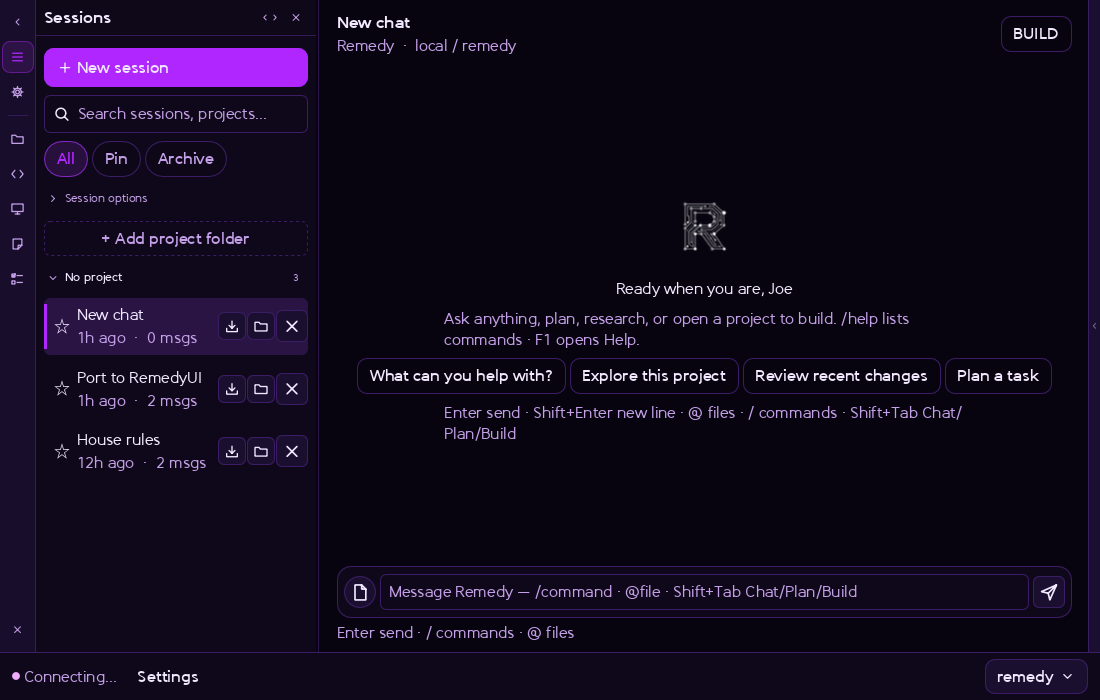 Sessions
+ New session
Search sessions, projects...
All
Pin
Archive
Session options
+ Add project folder
No project
3
New chat
1h ago · 0 msgs
Port to RemedyUI
1h ago · 2 msgs
House rules
12h ago · 2 msgs
New chat
Remedy · local / remedy
BUILD
R
Ready when you are, Joe
Ask anything, plan, research, or open a project to build. /help lists
commands · F1 opens Help.
What can you help with?
Explore this project
Review recent changes
Plan a task
Enter send · Shift+Enter new line · @ files · / commands · Shift+Tab Chat/
Plan/Build
Message Remedy — /command · @file · Shift+Tab Chat/Plan/Build
Enter send · / commands · @ files
Connecting...
Settings
remedy